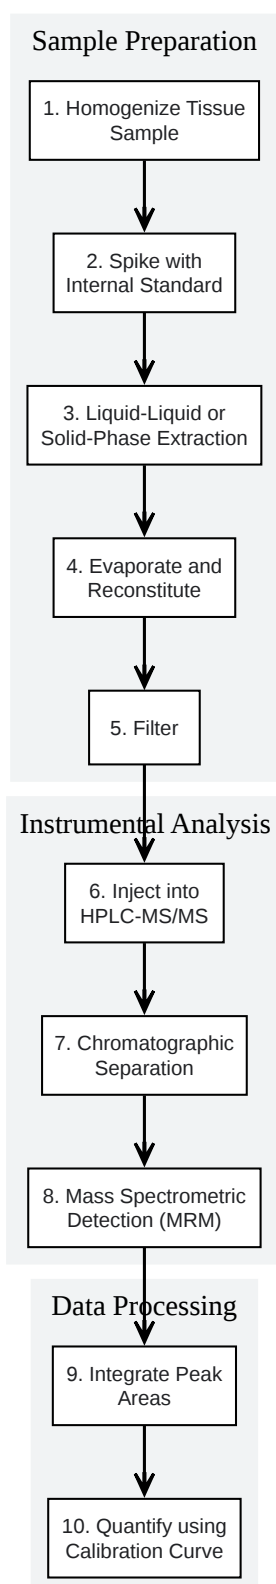 Sample Preparation
1. Homogenize Tissue
Sample
2. Spike with
Internal Standard
3. Liquid-Liquid or
Solid-Phase Extraction
4. Evaporate and
Reconstitute
5. Filter
Instrumental Analysis
6. Inject into
HPLC-MS/MS
7. Chromatographic
Separation
8. Mass Spectrometric
Detection (MRM)
Data Processing
9. Integrate Peak
Areas
10. Quantify using
Calibration Curve